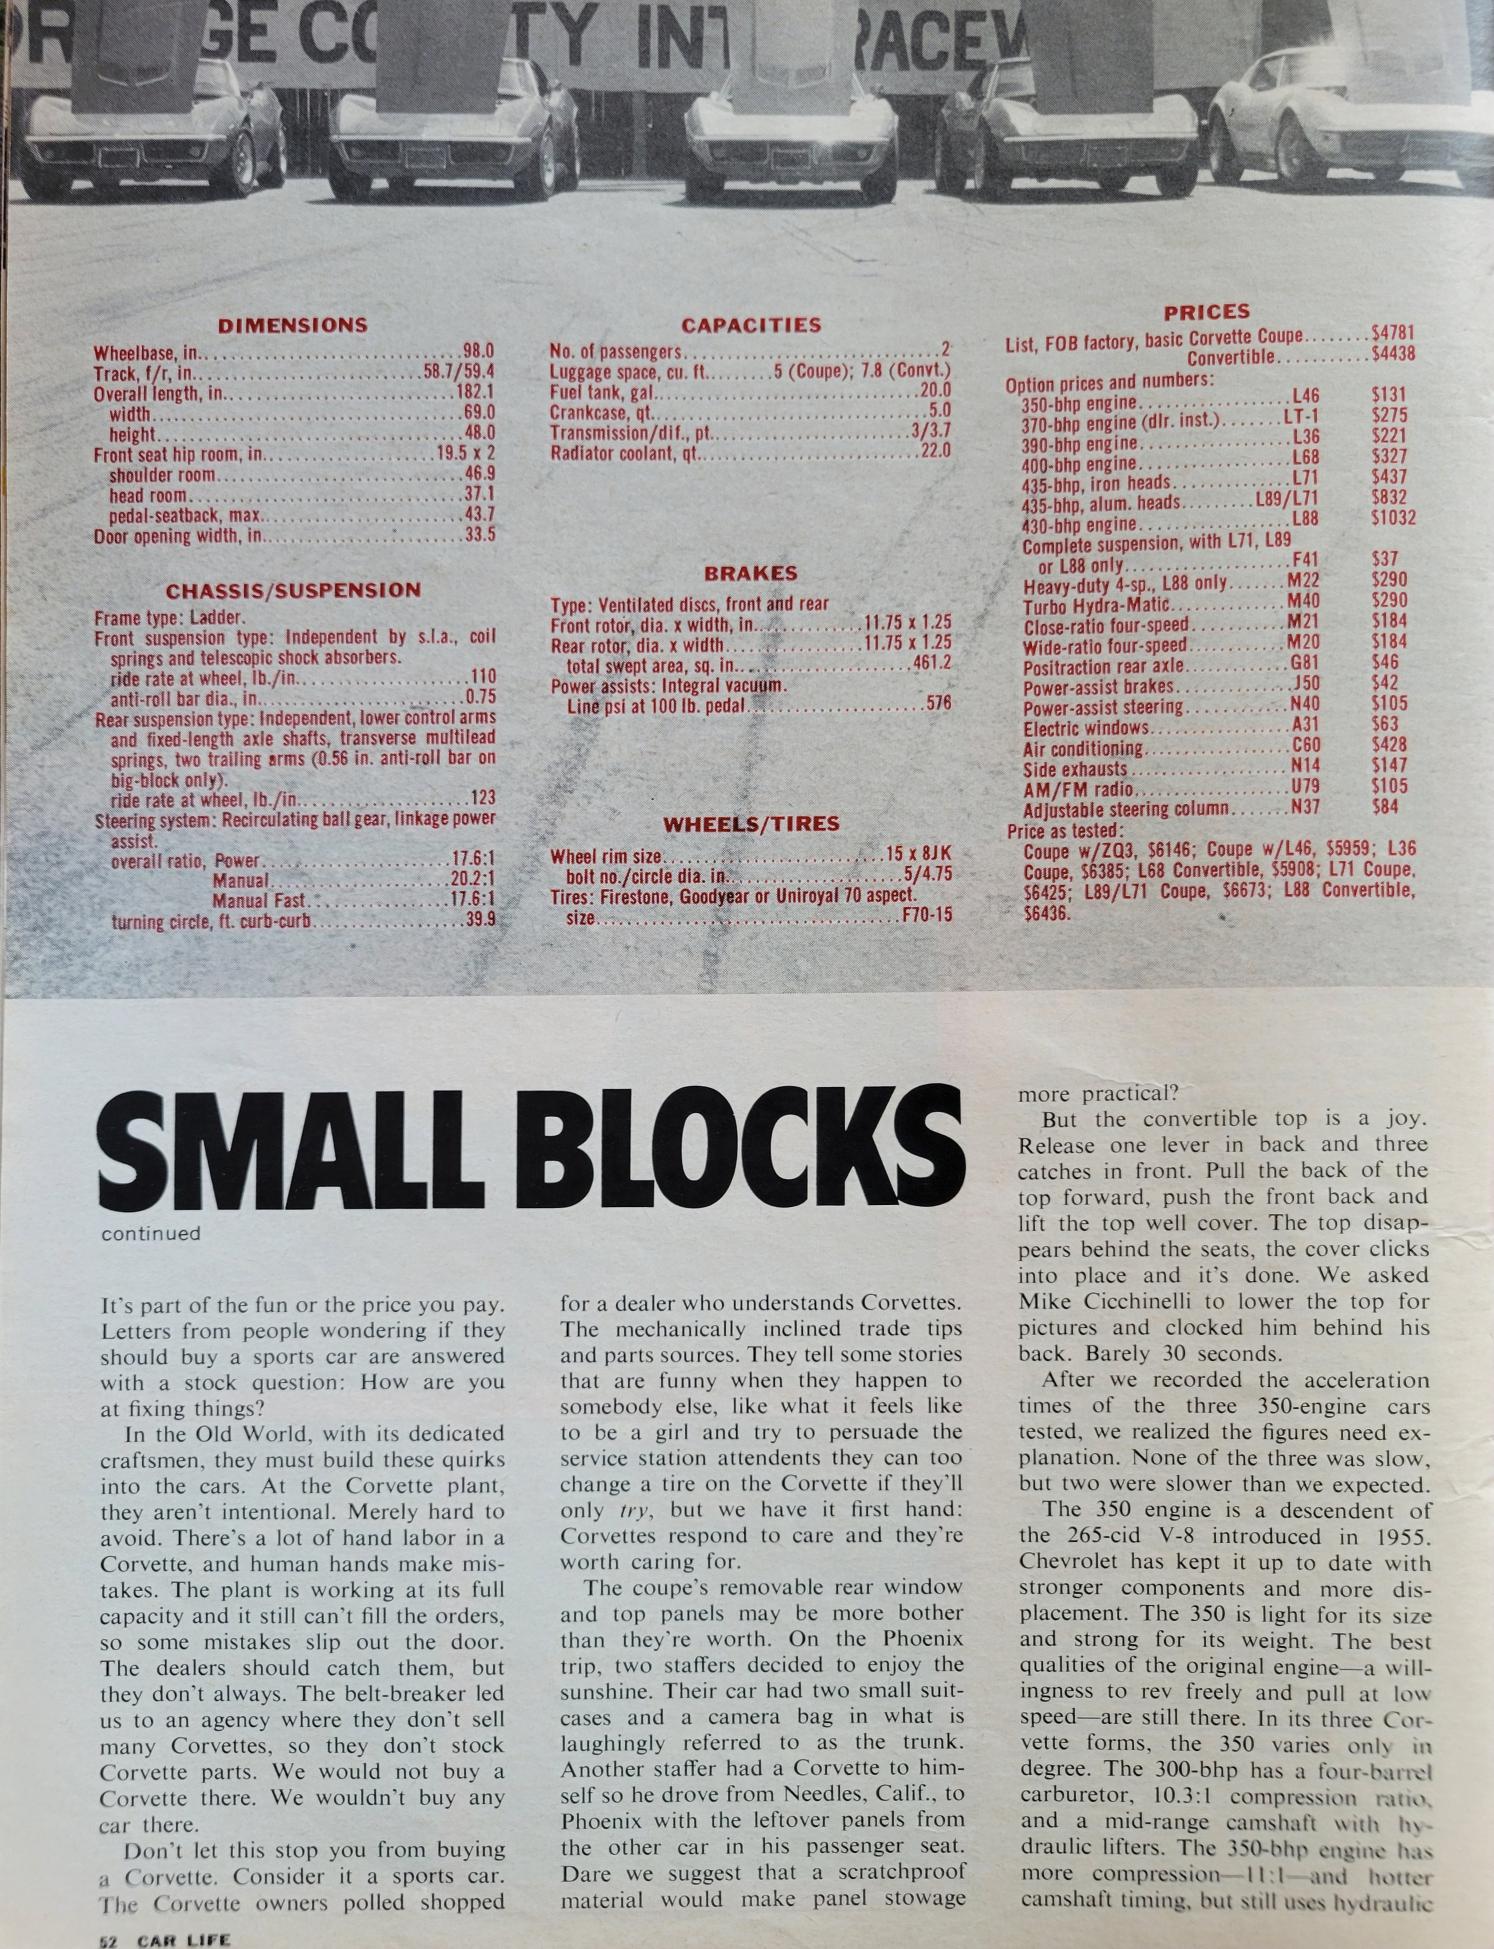 GE CO TY INT RACEW
DIMENSIONS
Wheelbase, in. 98.0
Track, f/r, in. 58.7/59.4
Overall length, in. 182.1
width 69.0
height 48.0
Front seat hip room, in. 19.5 x 2
shoulder room 46.9
head room 37.1
pedal-seatback, max. 43.7
Door opening width, in. 33.5
CHASSIS/SUSPENSION
Frame type: Ladder.
Front suspension type: Independent by s.l.a., coil
springs and telescopic shock absorbers.
ride rate at wheel, lb./in. 110
anti-roll bar dia., in. 0.75
Rear suspension type: Independent, lower control arms
and fixed-length axle shafts, transverse multilead
springs, two trailing arms (0.56 in. anti-roll bar on
big-block only).
ride rate at wheel, lb./in. 123
Steering system: Recirculating ball gear, linkage power
assist.
overall ratio, Power 17.6:1
Manual 20.2:1
Manual Fast 17.6:1
turning circle, ft. curb-curb 39.9
CAPACITIES
No. of passengers 2
Luggage space, cu. ft. 5 (Coupe); 7.8 (Convt.)
Fuel tank, gal. 20.0
Crankcase, qt. 5.0
Transmission/dif., pt. 3/3.7
Radiator coolant, qt. 22.0
BRAKES
Type: Ventilated discs, front and rear
Front rotor, dia. x width, in. 11.75 x 1.25
Rear rotor, dia. x width 11.75 x 1.25
total swept area, sq. in. 461.2
Power assists: Integral vacuum.
Line psi at 100 lb. pedal 576
WHEELS/TIRES
Wheel rim size 15 x 8JK
bolt no./circle dia. in. 5/4.75
Tires: Firestone, Goodyear or Uniroyal 70 aspect.
size F70-15
PRICES
List, FOB factory, basic Corvette Coupe $4781
Convertible $4438
Option prices and numbers:
350-bhp engine L46 $131
370-bhp engine (dlr. inst.) LT-1 $275
390-bhp engine L36 $221
400-bhp engine L68 $327
435-bhp, iron heads L71 $437
435-bhp, alum. heads L89/L71 $832
430-bhp engine L88 $1032
Complete suspension, with L71, L89
or L88 only F41 $37
Heavy-duty 4-sp., L88 only M22 $290
Turbo Hydra-Matic M40 $290
Close-ratio four-speed M21 $184
Wide-ratio four-speed M20 $184
Positraction rear axle G81 $46
Power-assist brakes J50 $42
Power-assist steering N40 $105
Electric windows A31 $63
Air conditioning C60 $428
Side exhausts N14 $147
AM/FM radio U79 $105
Adjustable steering column N37 $84
Price as tested:
Coupe w/ZQ3, $6146; Coupe w/L46, $5959; L36
Coupe, $6385; L68 Convertible, $5908; L71 Coupe,
$6425; L89/L71 Coupe, $6673; L88 Convertible,
$6436.
SMALL BLOCKS
continued
It's part of the fun or the price you pay.
Letters from people wondering if they
should buy a sports car are answered
with a stock question: How are you
at fixing things?
In the Old World, with its dedicated
craftsmen, they must build these quirks
into the cars. At the Corvette plant,
they aren't intentional. Merely hard to
avoid. There's a lot of hand labor in a
Corvette, and human hands make mis-
takes. The plant is working at its full
capacity and it still can't fill the orders,
so some mistakes slip out the door.
The dealers should catch them, but
they don't always. The belt-breaker led
us to an agency where they don't sell
many Corvettes, so they don't stock
Corvette parts. We would not buy a
Corvette there. We wouldn't buy any
car there.
Don't let this stop you from buying
a Corvette. Consider it a sports car.
The Corvette owners polled shopped
for a dealer who understands Corvettes.
The mechanically inclined trade tips
and parts sources. They tell some stories
that are funny when they happen to
somebody else, like what it feels like
to be a girl and try to persuade the
service station attendents they can too
change a tire on the Corvette if they'll
only try, but we have it first hand:
Corvettes respond to care and they're
worth caring for.
The coupe's removable rear window
and top panels may be more bother
than they're worth. On the Phoenix
trip, two staffers decided to enjoy the
sunshine. Their car had two small suit-
cases and a camera bag in what is
laughingly referred to as the trunk.
Another staffer had a Corvette to him-
self so he drove from Needles, Calif., to
Phoenix with the leftover panels from
the other car in his passenger seat.
Dare we suggest that a scratchproof
material would make panel stowage
more practical?
But the convertible top is a joy.
Release one lever in back and three
catches in front. Pull the back of the
top forward, push the front back and
lift the top well cover. The top disap-
pears behind the seats, the cover clicks
into place and it's done. We asked
Mike Cicchinelli to lower the top for
pictures and clocked him behind his
back. Barely 30 seconds.
After we recorded the acceleration
times of the three 350-engine cars
tested, we realized the figures need ex-
planation. None of the three was slow,
but two were slower than we expected.
The 350 engine is a descendent of
the 265-cid V-8 introduced in 1955.
Chevrolet has kept it up to date with
stronger components and more dis-
placement. The 350 is light for its size
and strong for its weight. The best
qualities of the original engine—a will-
ingness to rev freely and pull at low
speed—are still there. In its three Cor-
vette forms, the 350 varies only in
degree. The 300-bhp has a four-barrel
carburetor, 10.3:1 compression ratio,
and a mid-range camshaft with hy-
draulic lifters. The 350-bhp engine has
more compression—11:1—and hotter
camshaft timing, but still uses hydraulic
52 CAR LIFE